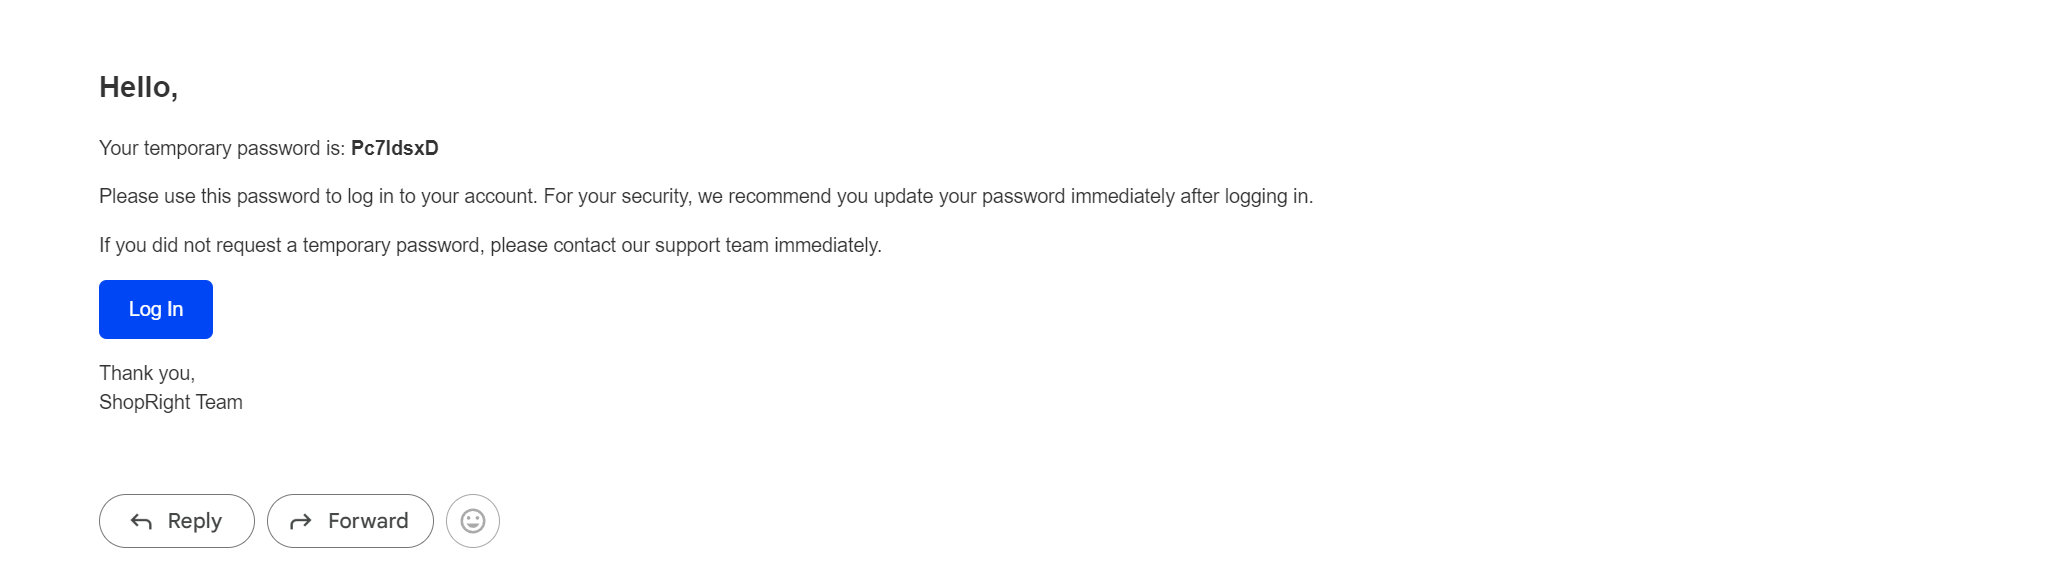 Hello,
Your temporary password is: Pc7ldsxD
Please use this password to log in to your account. For your security, we recommend you update your password immediately after logging in.
If you did not request a temporary password, please contact our support team immediately.
Log In
Thank you,
ShopRight Team
Reply Forward